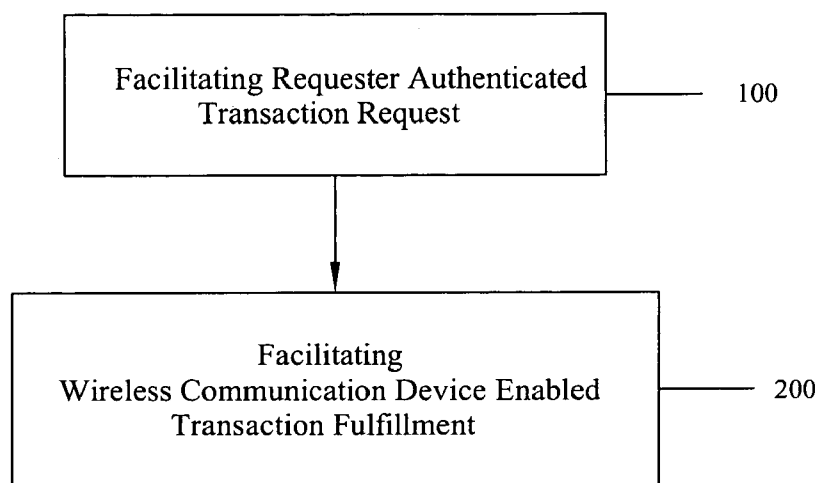 Facilitating Requester Authenticated
Transaction Request
100
Facilitating
Wireless Communication Device Enabled
Transaction Fulfillment
200